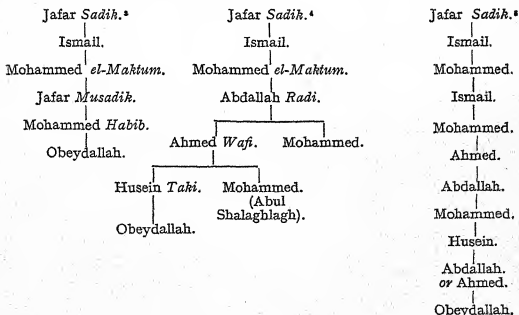 Jafar Sadik.³
Ismail.
Mohammed el-Maktum.
Jafar Musadik.
Mohammed Habib.
Obeydallah.
Jafar Sadik.⁴
Ismail.
Mohammed el-Maktum.
Abdallah Radi.
Ahmed Wafi. Mohammed.
Husein Taki. Mohammed.
(Abul
Shalaghlagh).
Obeydallah.
Jafar Sadik.⁵
Ismail.
Mohammed.
Ismail.
Mohammed.
Ahmed.
Abdallah.
Mohammed.
Husein.
Abdallah.
or Ahmed.
Obeydallah.